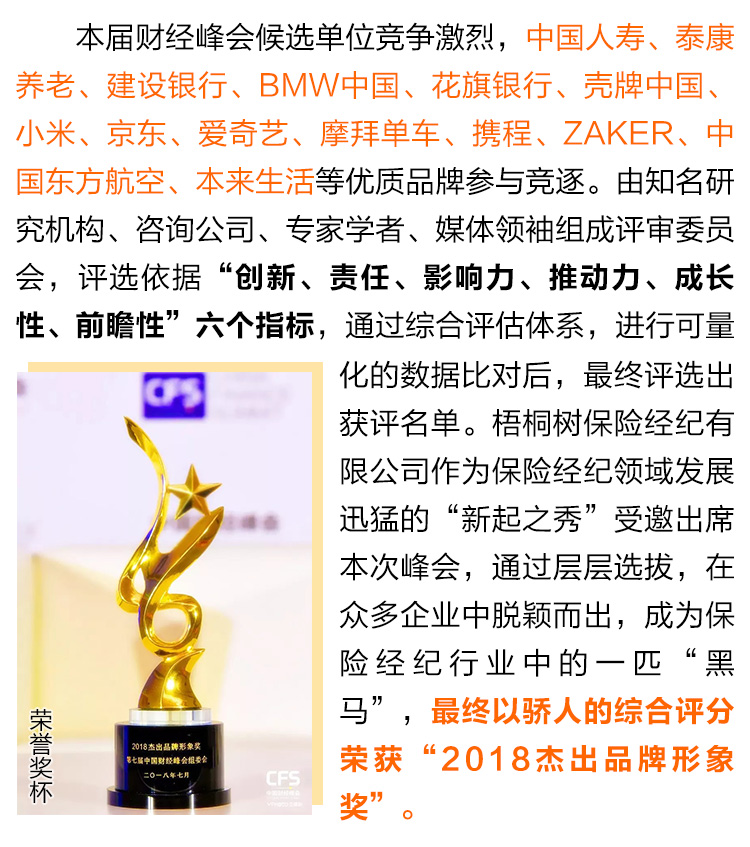 本届财经峰会候选单位竞争激烈，中国人寿、泰康
养老、建设银行、BMW中国、花旗银行、壳牌中国、
小米、京东、爱奇艺、摩拜单车、携程、ZAKER、中
国东方航空、本来生活等优质品牌参与竞逐。由知名研
究机构、咨询公司、专家学者、媒体领袖组成评审委员
会，评选依据“创新、责任、影响力、推动力、成长
性、前瞻性”六个指标，通过综合评估体系，进行可量
化的数据比对后，最终评选出
获评名单。梧桐树保险经纪有
限公司作为保险经纪领域发展
迅猛的“新起之秀”受邀出席
本次峰会，通过层层选拔，在
众多企业中脱颖而出，成为保
险经纪行业中的一匹“黑
马”，最终以骄人的综合评分
荣获“2018杰出品牌形象
奖”。
CFS
荣誉奖杯
2018杰出品牌形象奖
第七届中国财经峰会组委会
二〇一八年七月
CFS